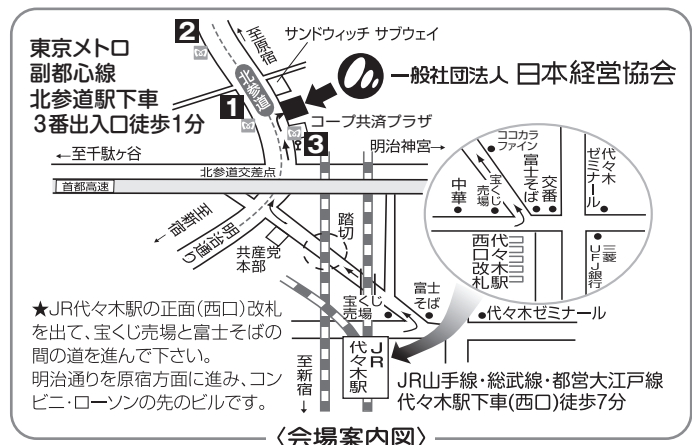 東京メトロ
副都心線
北参道駅下車
3番出入口徒歩1分
2
至原宿
サンドウィッチ サブウェイ
北参道
一般社団法人 日本経営協会
1
3
コープ共済プラザ
←至千駄ヶ谷
明治神宮→
北参道交差点
首都高速
至新宿
明治通り
共産党
本部
踏切
ココカラ
ファイン
中華
宝くじ
売場
富士そば
交番
代々木
ゼミナール
代々木駅
西口改札
三菱
UFJ銀行
宝くじ
売場
富士
そば
代々木ゼミナール
JR
代々木駅
至新宿
★JR代々木駅の正面(西口)改札
を出て、宝くじ売場と富士そばの
間の道を進んで下さい。
明治通りを原宿方面に進み、コン
ビニ・ローソンの先のビルです。
JR山手線・総武線・都営大江戸線
代々木駅下車(西口)徒歩7分
〈会場案内図〉